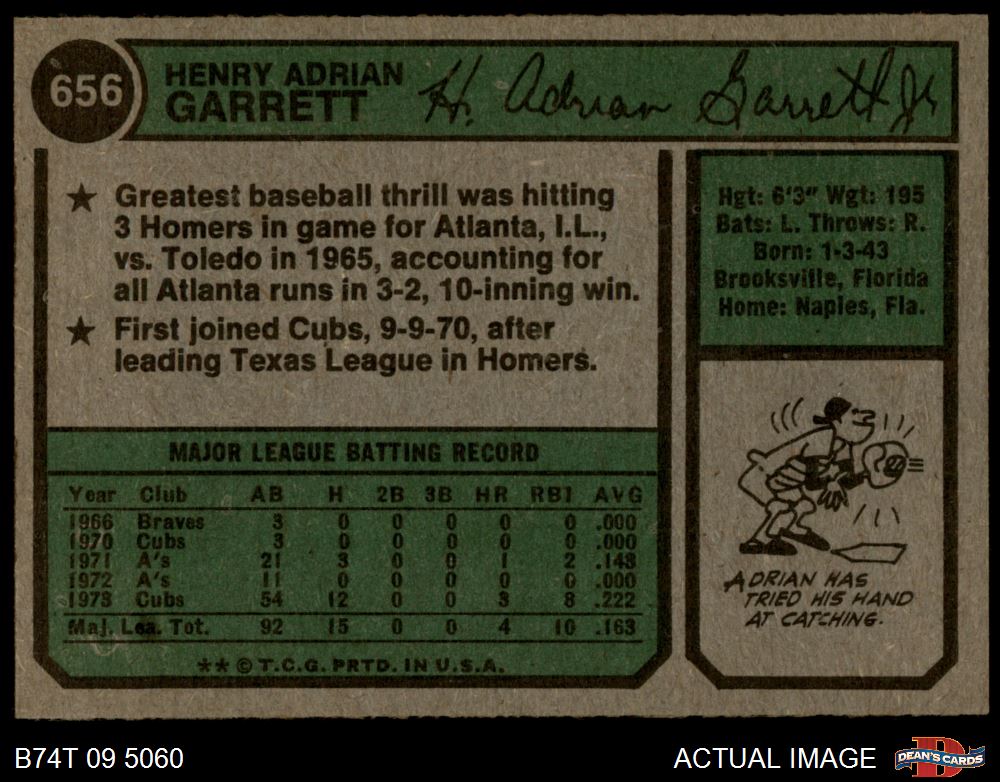 656
HENRY ADRIAN
GARRETT
H. Adrian Garrett Jr
★ Greatest baseball thrill was hitting
3 Homers in game for Atlanta, I.L.,
vs. Toledo in 1965, accounting for
all Atlanta runs in 3-2, 10-inning win.
★ First joined Cubs, 9-9-70, after
leading Texas League in Homers.
Hgt: 6'3" Wgt: 195
Bats: L. Throws: R.
Born: 1-3-43
Brooksville, Florida
Home: Naples, Fla.
MAJOR LEAGUE BATTING RECORD
Year Club AB H 2B 3B HR RBI AVG
1966 Braves 3 0 0 0 0 0 .000
1970 Cubs 3 0 0 0 0 0 .000
1971 A's 21 3 0 0 1 2 .143
1972 A's 11 0 0 0 0 0 .000
1973 Cubs 54 12 0 0 3 8 .222
Maj. Lea. Tot. 92 15 0 0 4 10 .163
** © T.C.G. PRTD. IN U.S.A.
ADRIAN HAS
TRIED HIS HAND
AT CATCHING.
B74T 09 5060
ACTUAL IMAGE
D
DEAN'S CARDS